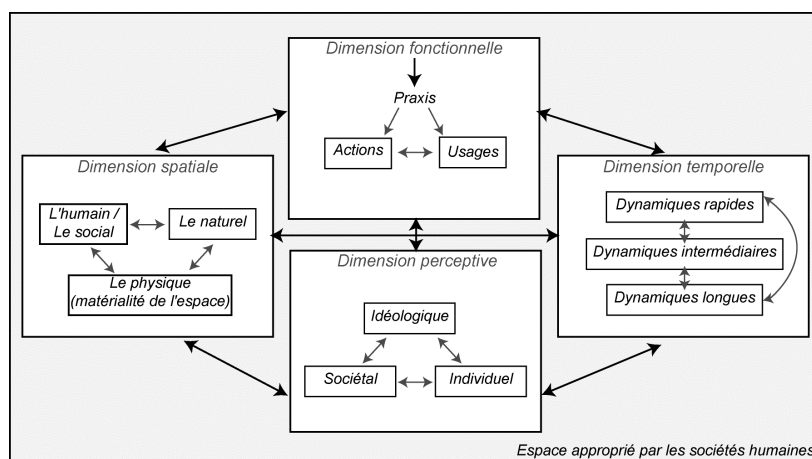 Dimension fonctionnelle
Praxis
Actions
Usages
Dimension spatiale
L'humain /
Le social
Le naturel
Le physique
(matérialité de l'espace)
Dimension temporelle
Dynamiques rapides
Dynamiques intermédiaires
Dynamiques longues
Dimension perceptive
Idéologique
Sociétal
Individuel
Espace approprié par les sociétés humaines